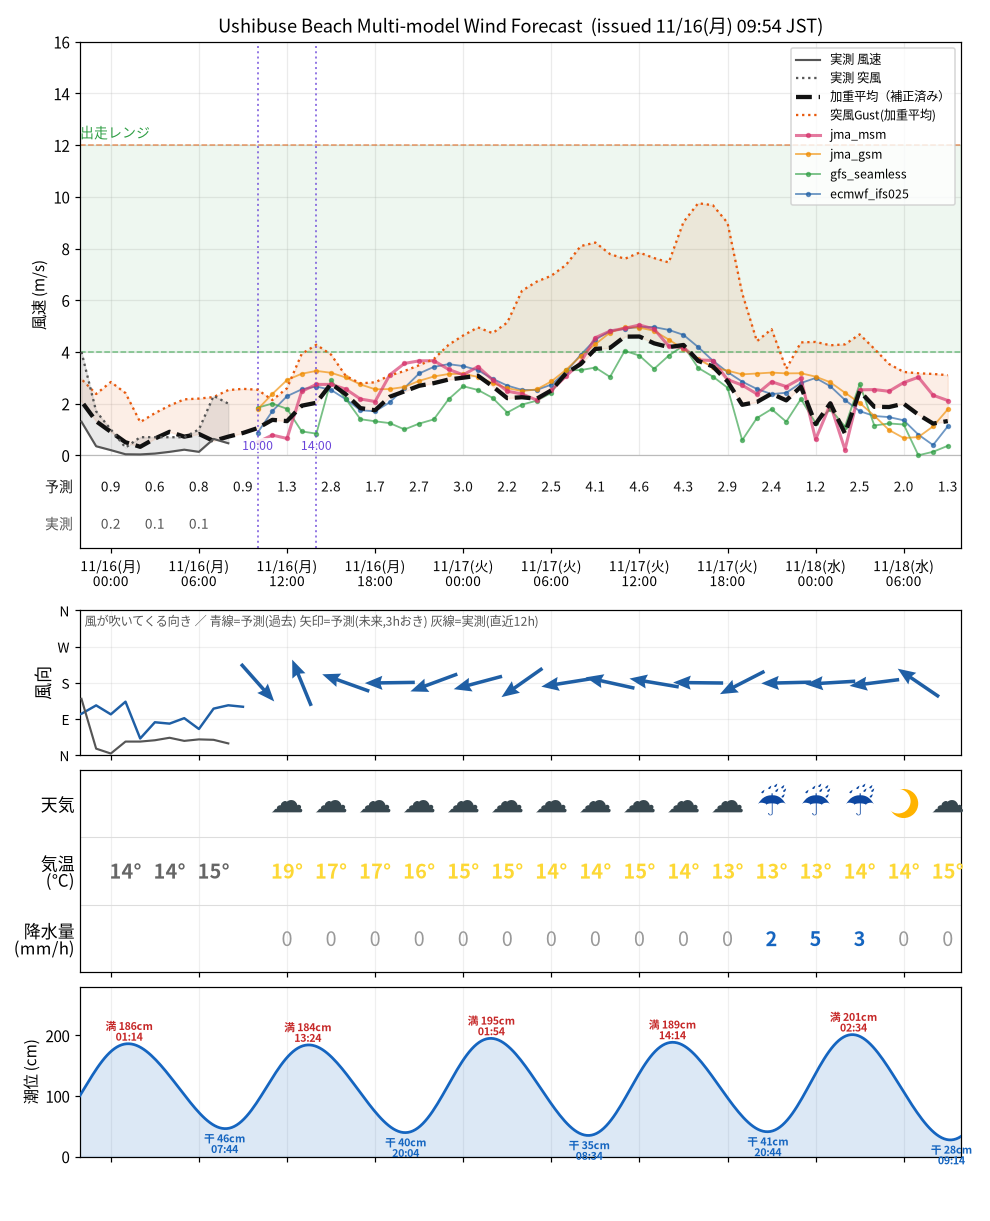 Ushibuse Beach Multi-model Wind Forecast (issued 11/16(月) 09:54 JST)
実測 風速
実測 突風
加重平均（補正済み）
突風Gust(加重平均)
jma_msm
jma_gsm
gfs_seamless
ecmwf_ifs025
風速 (m/s)
16
14
12
10
8
6
4
2
0
出走レンジ
10:00 14:00
予測 0.9 0.6 0.8 0.9 1.3 2.8 1.7 2.7 3.0 2.2 2.5 4.1 4.6 4.3 2.9 2.4 1.2 2.5 2.0 1.3
実測 0.2 0.1 0.1
11/16(月) 11/16(月) 11/16(月) 11/16(月) 11/17(火) 11/17(火) 11/17(火) 11/17(火) 11/18(水) 11/18(水)
00:00 06:00 12:00 18:00 00:00 06:00 12:00 18:00 00:00 06:00
風向
N
W
S
E
N
風が吹いてくる向き ／ 青線=予測(過去) 矢印=予測(未来,3hおき) 灰線=実測(直近12h)
天気
気温
(°C)
14° 14° 15° 19° 17° 17° 16° 15° 15° 14° 14° 15° 14° 13° 13° 13° 14° 14° 15°
降水量
(mm/h)
0 0 0 0 0 0 0 0 0 0 0 2 5 3 0 0
潮位 (cm)
200
100
0
満 186cm
01:14
満 184cm
13:24
満 195cm
01:54
満 189cm
14:14
満 201cm
02:34
干 46cm
07:44
干 40cm
20:04
干 35cm
08:34
干 41cm
20:44
干 28cm
09:14